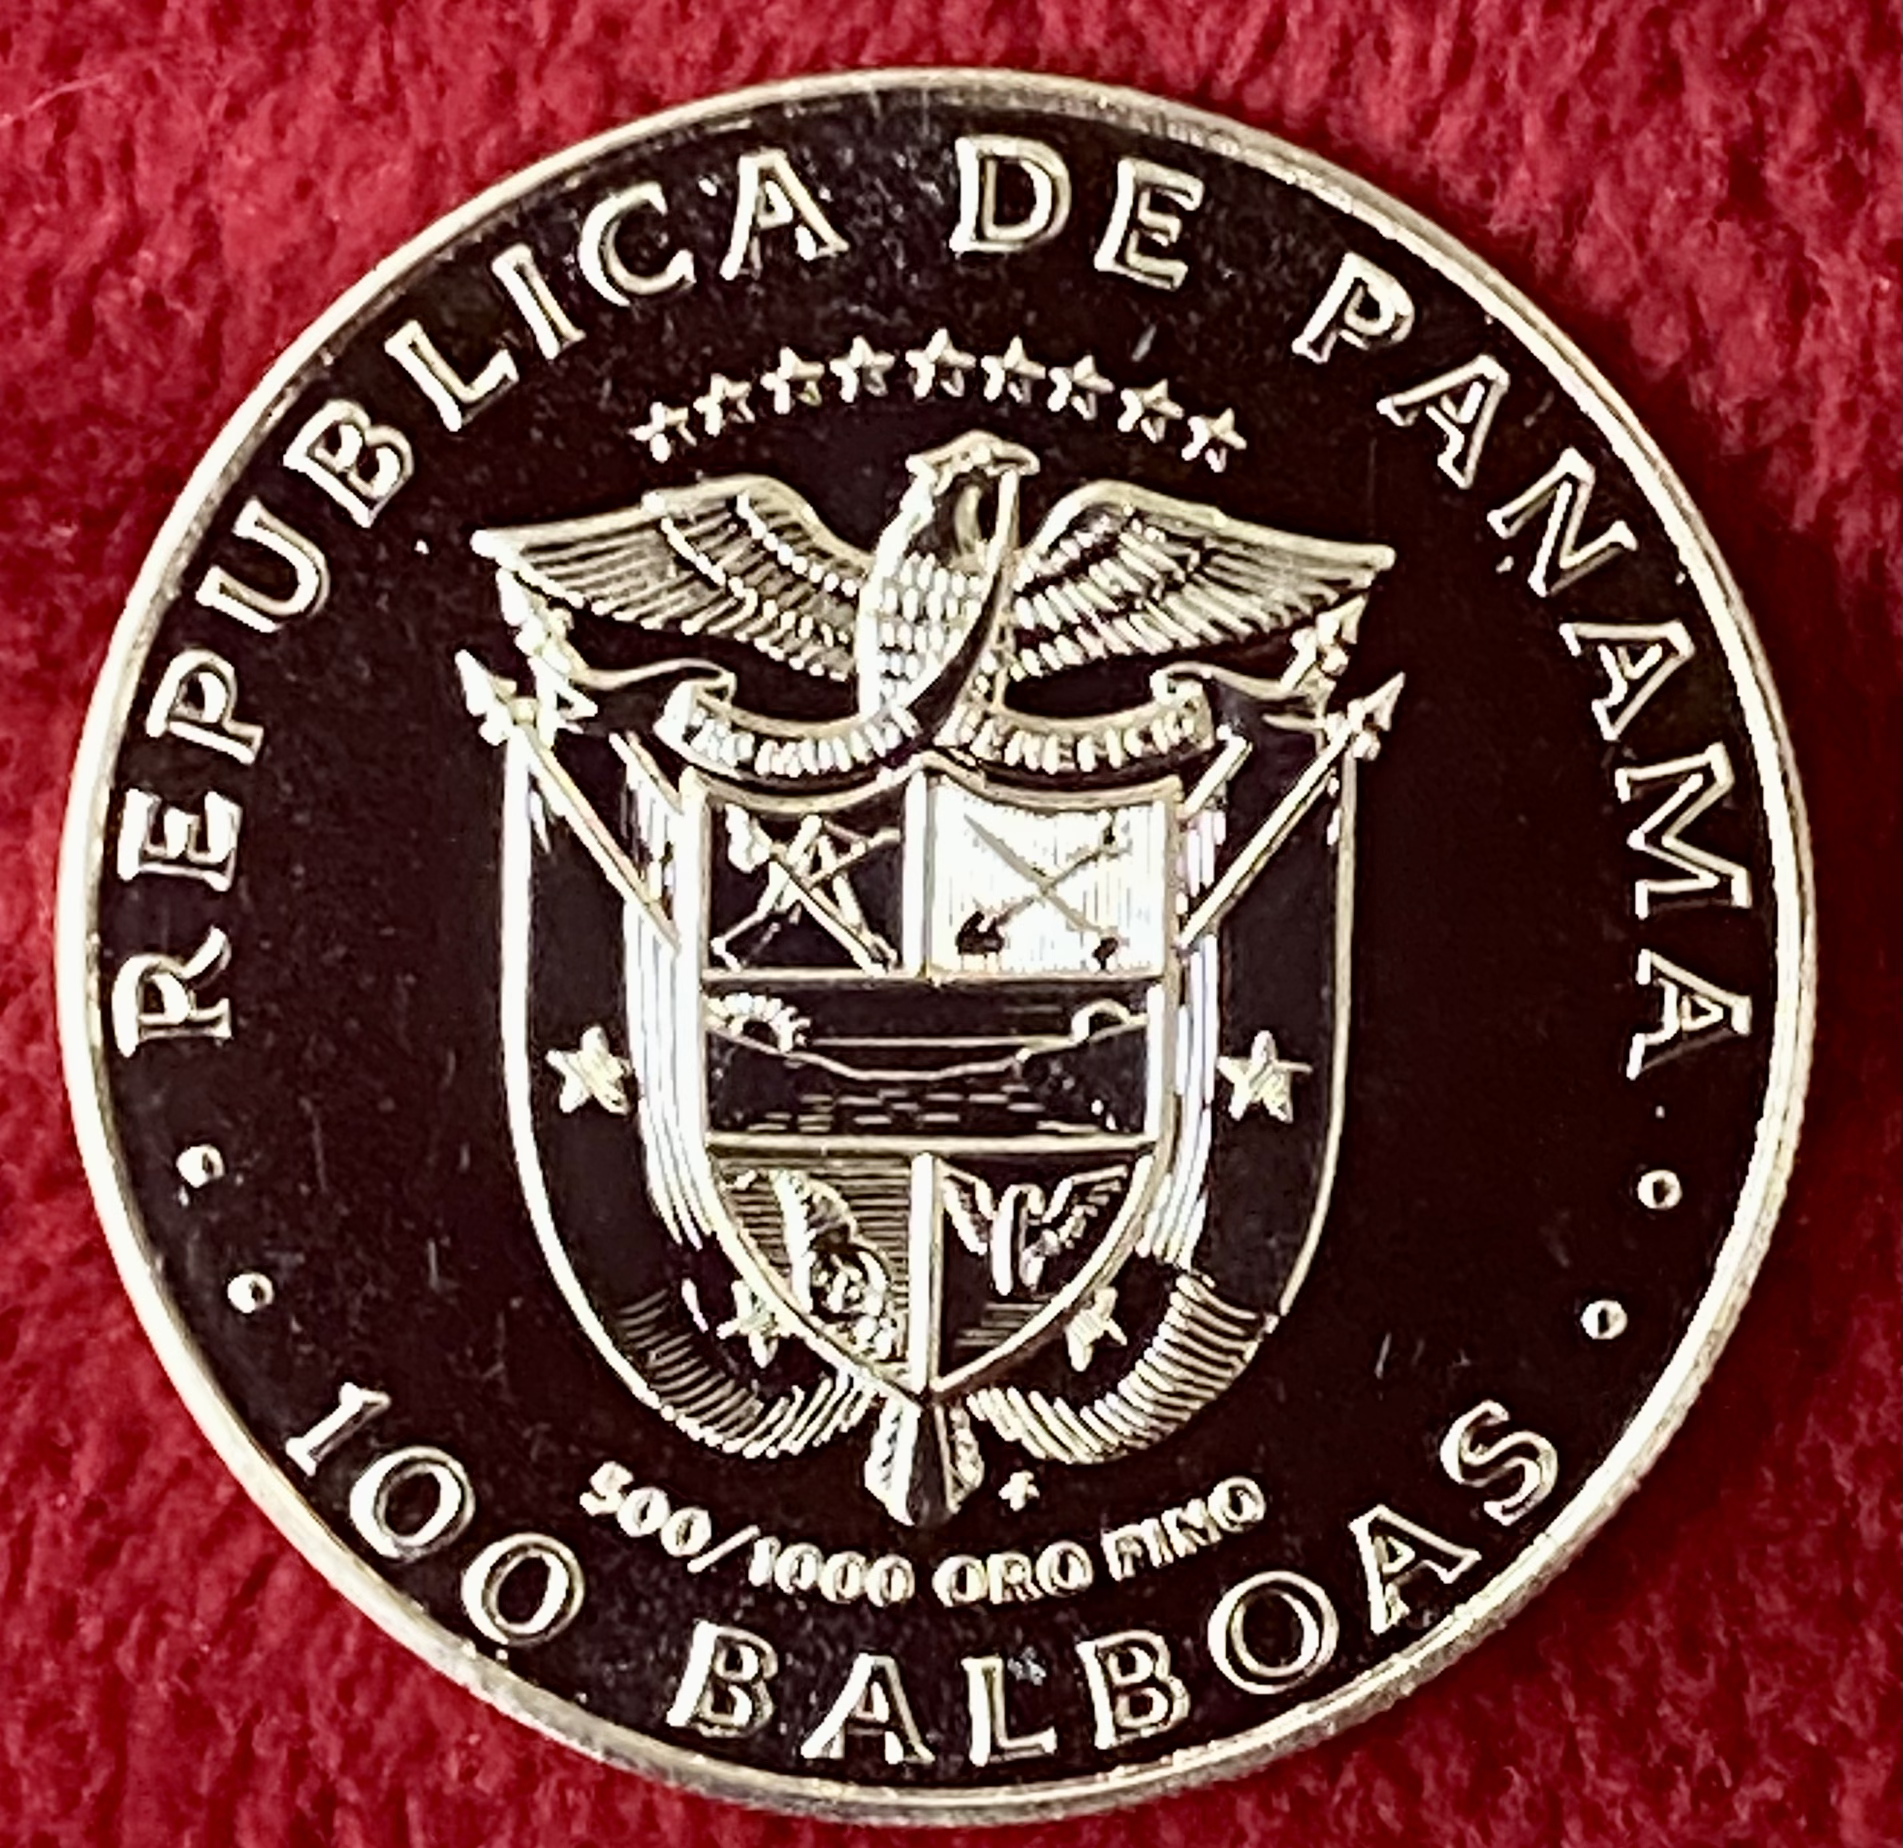 REPUBLICA DE PANAMA
500/1000 ORO FINO
100 BALBOAS